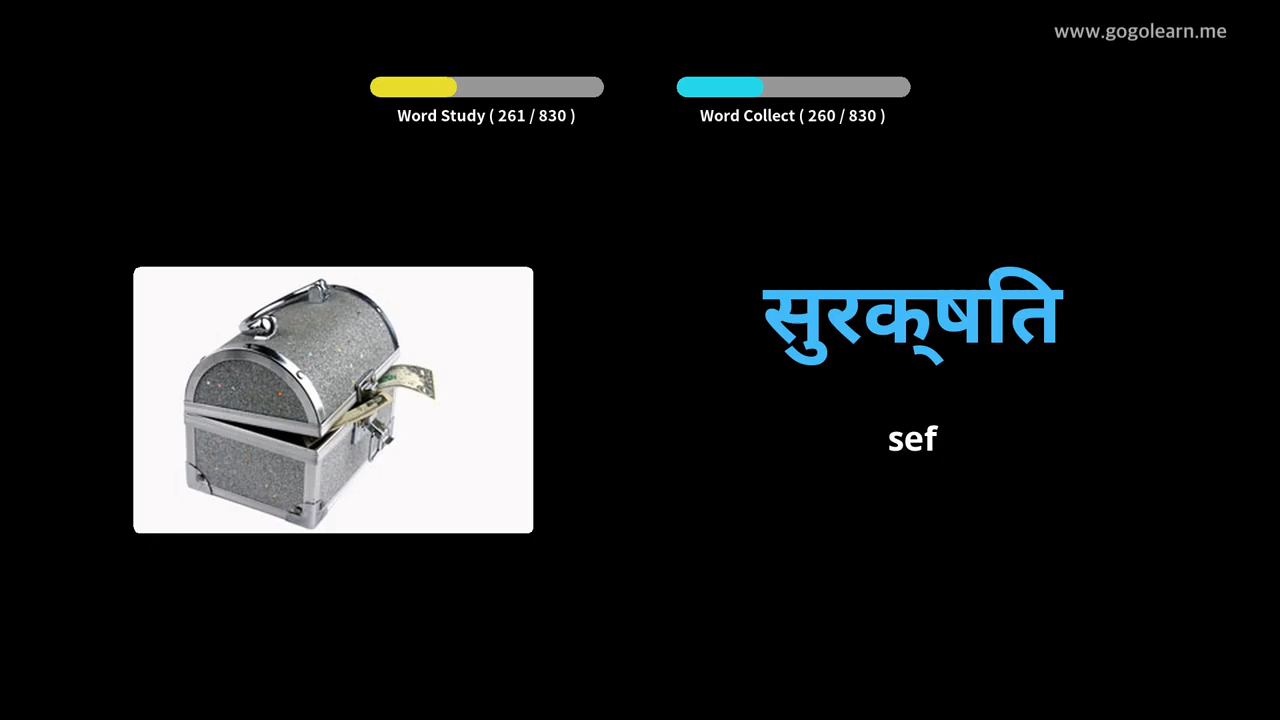 www.gogolearn.me
Word Study ( 261 / 830 )
Word Collect ( 260 / 830 )
सुरक्‌षति
sef